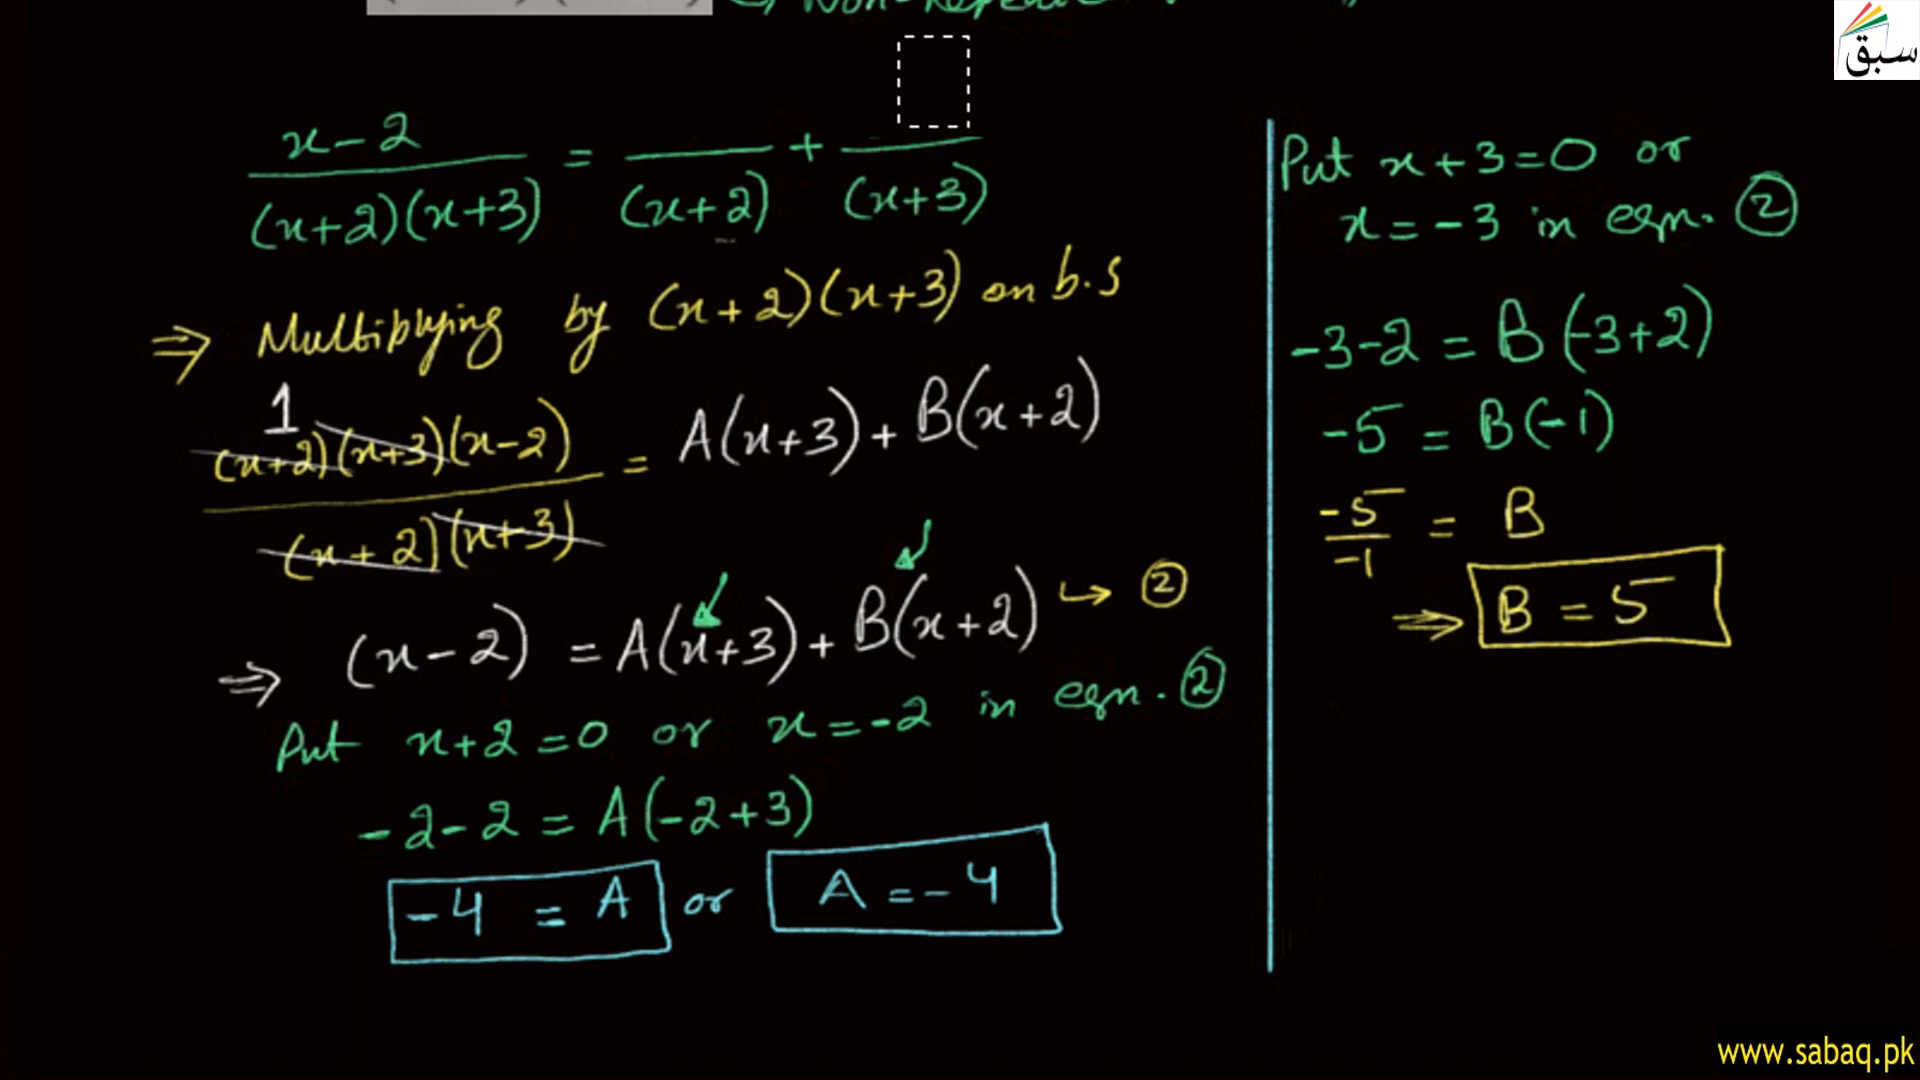 x-2 / (x+2)(x+3) = / (x+2) + / (x+3)
⇒ Multiplying by (x+2)(x+3) on b.s
1
(x+2)(x+3)(x-2) / (x+2)(x+3) = A(x+3) + B(x+2)
⇒ (x-2) = A(x+3) + B(x+2) ↪ ②
Put x+2=0 or x=-2 in eqn. ②
-2-2 = A(-2+3)
-4 = A or A = -4
Put x+3=0 or
x=-3 in eqn. ②
-3-2 = B(-3+2)
-5 = B(-1)
-5/-1 = B
⇒ B = 5
سبق
www.sabaq.pk